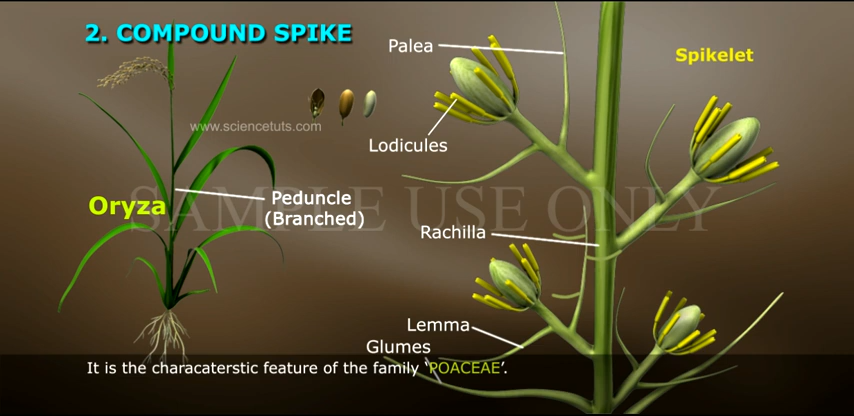 2. COMPOUND SPIKE
Palea
Spikelet
www.sciencetuts.com
Lodicules
Oryza
Peduncle
(Branched)
SAMPLE USE ONLY
Rachilla
Lemma
Glumes
It is the characaterstic feature of the family ‘POACEAE’.